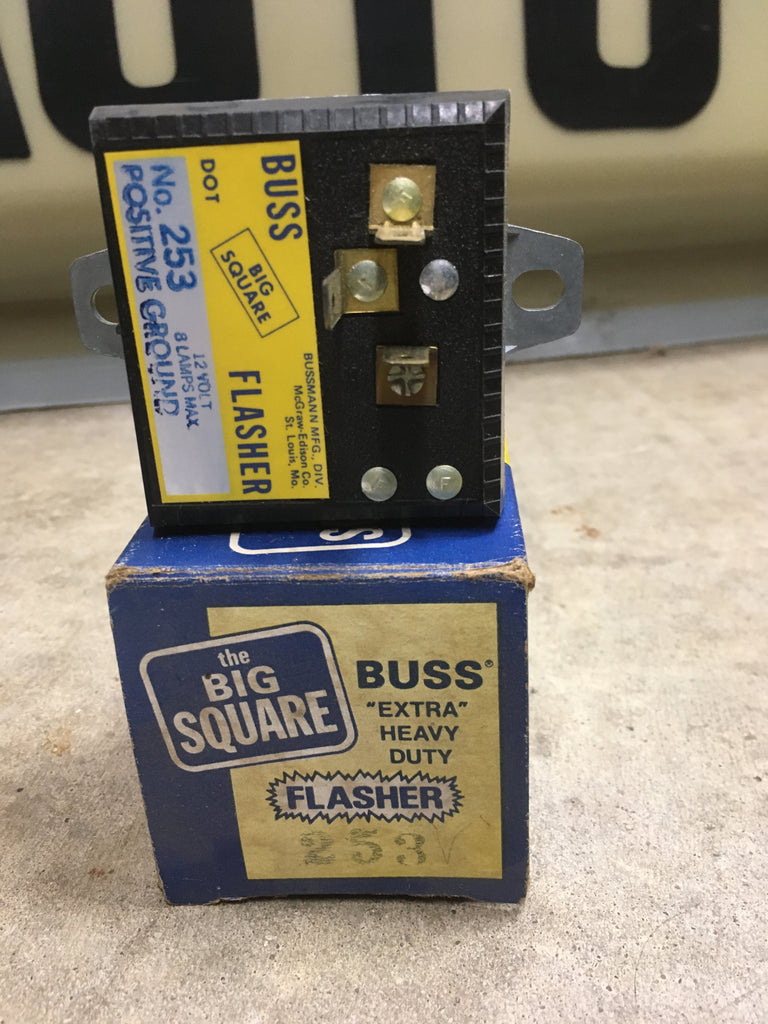 UTO
BUSS FLASHER
DOT
BIG
SQUARE
BUSSMANN MFG., DIV.
McGraw-Edison Co.
St. Louis, Mo.
No. 253
12 VOLT
8 LAMPS MAX
POSITIVE GROUND
the
BIG
SQUARE
BUSS®
"EXTRA"
HEAVY
DUTY
FLASHER
253